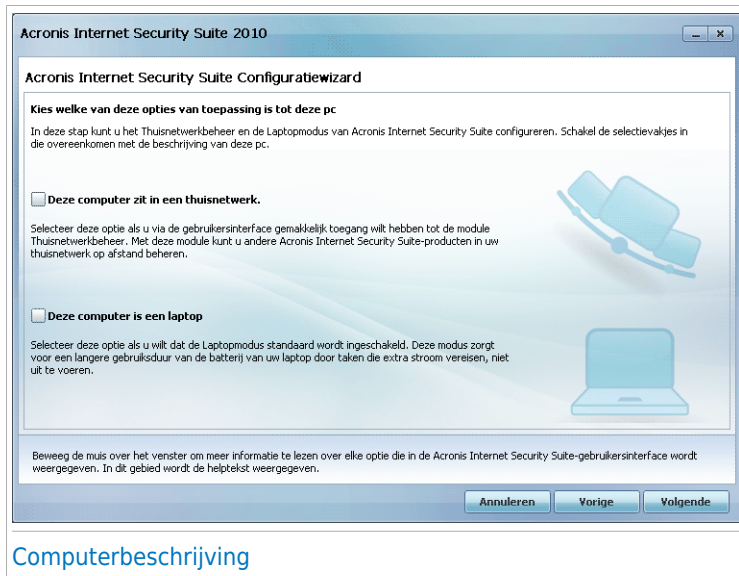 Acronis Internet Security Suite 2010
Acronis Internet Security Suite Configuratiewizard
Kies welke van deze opties van toepassing is tot deze pc
In deze stap kunt u het Thuisnetwerkbeheer en de Laptopmodus van Acronis Internet Security Suite configureren. Schakel de selectievakjes in
die overeenkomen met de beschrijving van deze pc.
Deze computer zit in een thuisnetwerk.
Selecteer deze optie als u via de gebruikersinterface gemakkelijk toegang wilt hebben tot de module
Thuisnetwerkbeheer. Met deze module kunt u andere Acronis Internet Security Suite-producten in uw
thuisnetwerk op afstand beheren.
Deze computer is een laptop
Selecteer deze optie als u wilt dat de Laptopmodus standaard wordt ingeschakeld. Deze modus zorgt
voor een langere gebruiksduur van de batterij van uw laptop door taken die extra stroom vereisen, niet
uit te voeren.
Beweeg de muis over het venster om meer informatie te lezen over elke optie die in de Acronis Internet Security Suite-gebruikersinterface wordt
weergegeven. In dit gebied wordt de helptekst weergegeven.
Annuleren Vorige Volgende
Computerbeschrijving